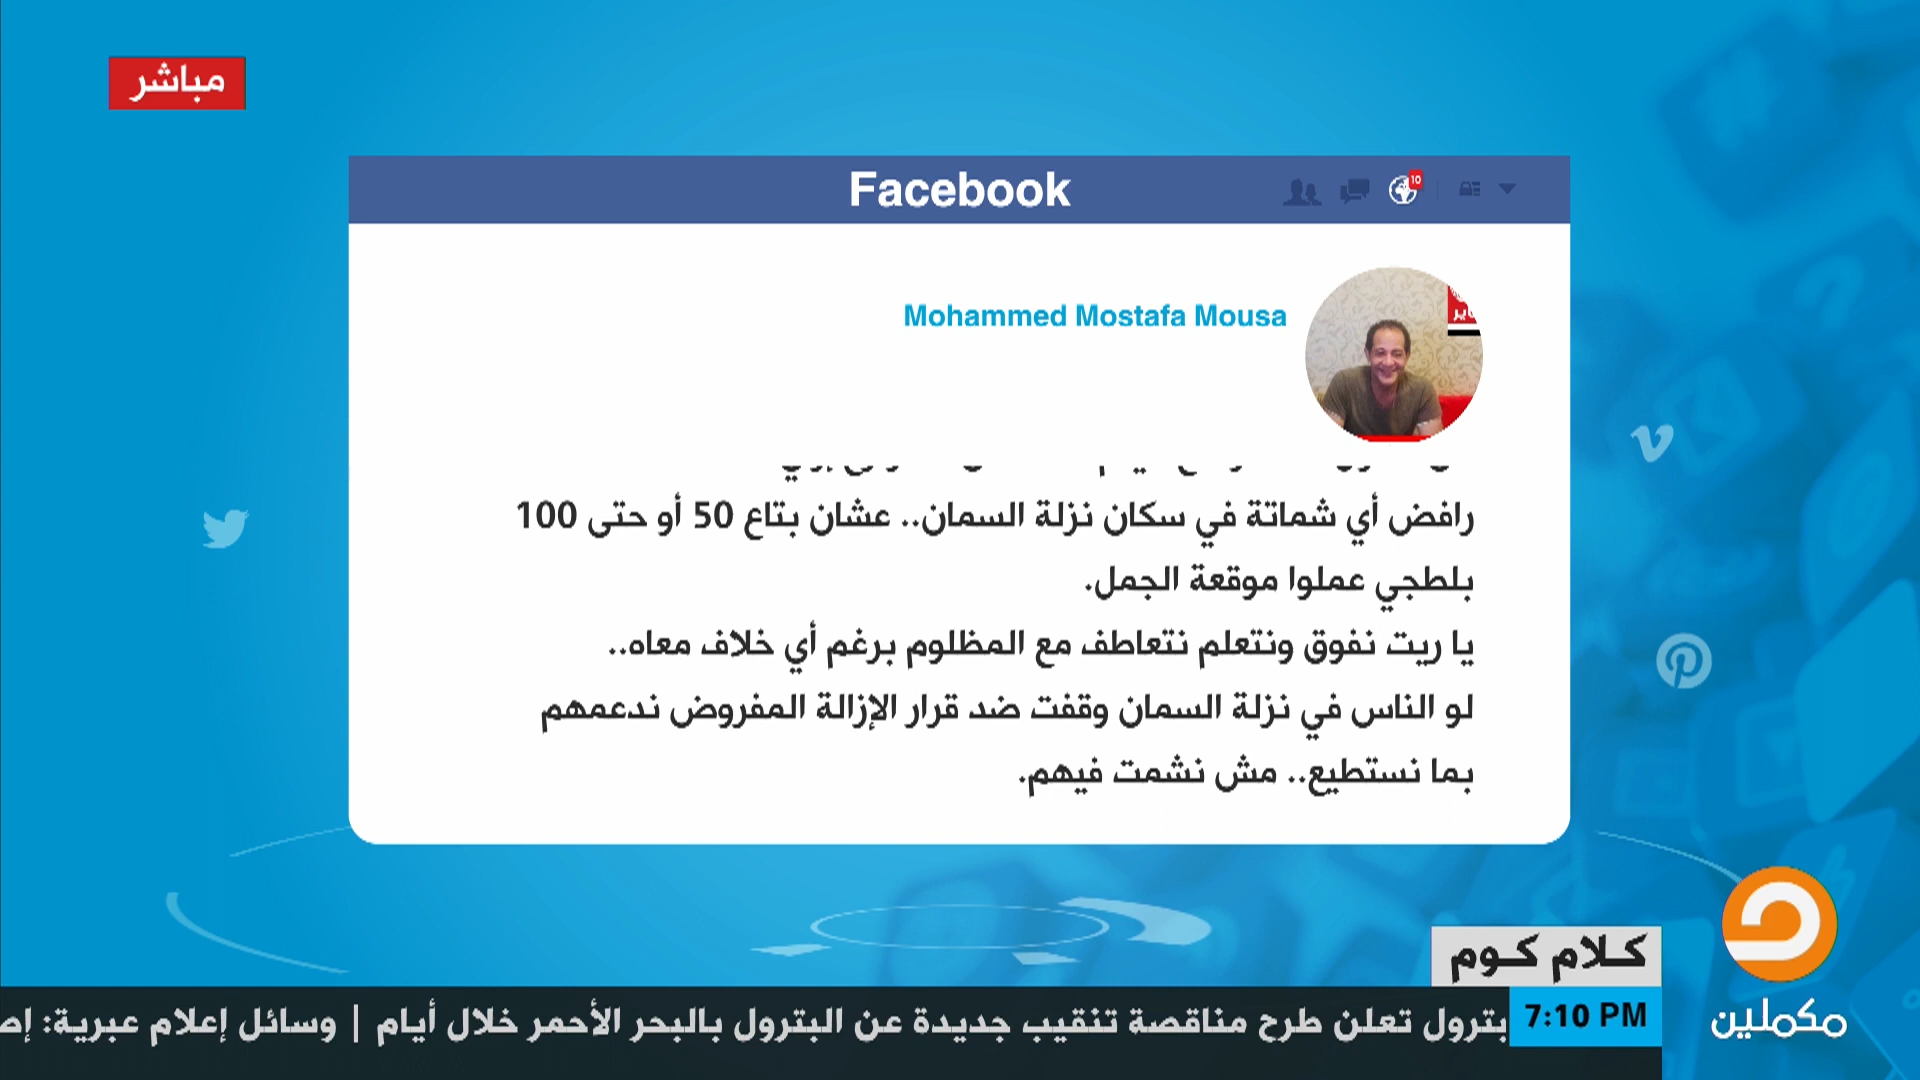 مباشر
Facebook
10
Mohammed Mostafa Mousa
رافض أي شماتة في سكان نزلة السمان.. عشان بتاع 50 أو حتى 100
بلطجي عملوا موقعة الجمل.
يا ريت نفوق ونتعلم نتعاطف مع المظلوم برغم أي خلاف معاه..
لو الناس في نزلة السمان وقفت ضد قرار الإزالة المفروض ندعمهم
بما نستطيع.. مش نشمت فيهم.
كلام كوم
7:10 PM
بترول تعلن طرح مناقصة تنقيب جديدة عن البترول بالبحر الأحمر خلال أيام | وسائل إعلام عبرية:
مكملين